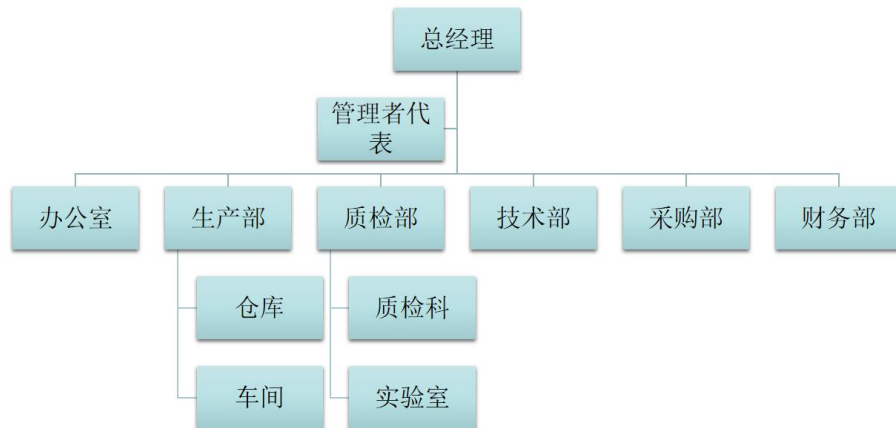 总经理
管理者代
表
办公室
生产部
质检部
技术部
采购部
财务部
仓库
质检科
车间
实验室